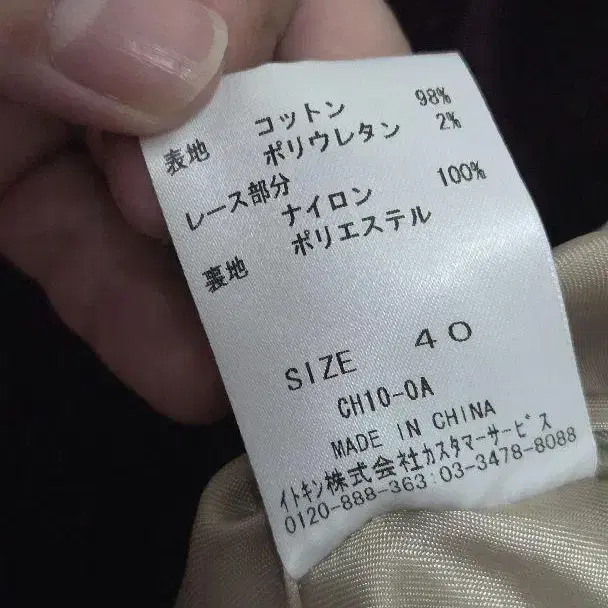 表地 コットン 98%
ポリウレタン 2%
レース部分
ナイロン 100%
裏地 ポリエステル
SIZE 40
CH10-0A
MADE IN CHINA
イトキン株式会社カスタマーサービス
0120-888-363:03-3478-8088